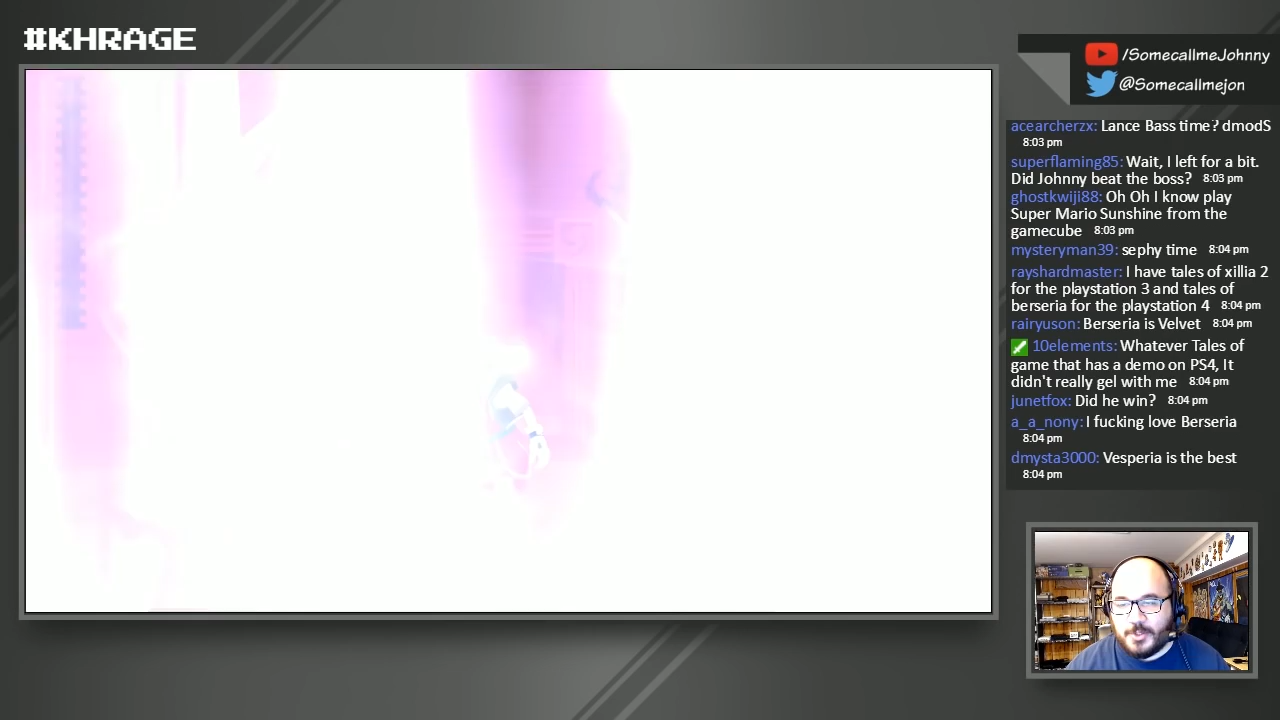 #KHRAGE
/SomecallmeJohnny
@Somecallmejon
acearcherzx: Lance Bass time? dmodS
8:03 pm
superflaming85: Wait, I left for a bit.
Did Johnny beat the boss? 8:03 pm
ghostkwiji88: Oh Oh I know play
Super Mario Sunshine from the
gamecube 8:03 pm
mysteryman39: sephy time 8:04 pm
rayshardmaster: I have tales of xillia 2
for the playstation 3 and tales of
berseria for the playstation 4 8:04 pm
rairyuson: Berseria is Velvet 8:04 pm
10elements: Whatever Tales of
game that has a demo on PS4, It
didn't really gel with me 8:04 pm
junetfox: Did he win? 8:04 pm
a_a_nony: I fucking love Berseria
8:04 pm
dmysta3000: Vesperia is the best
8:04 pm